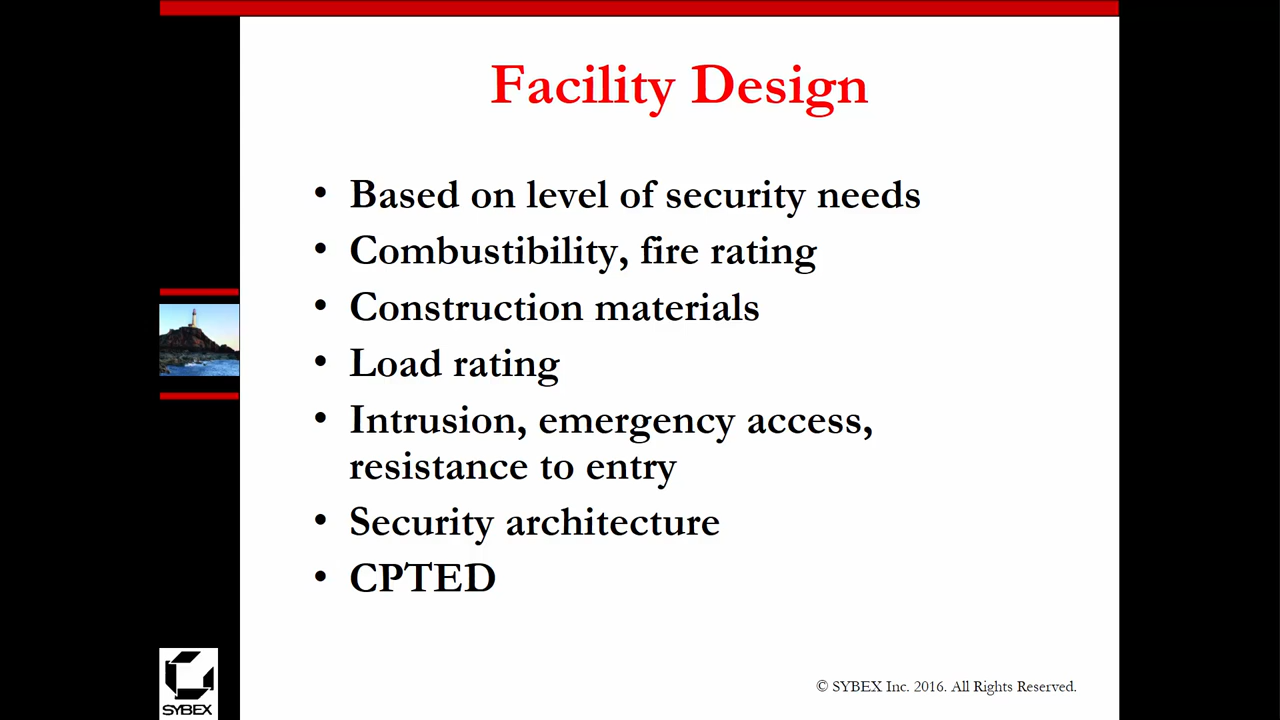 Facility Design
• Based on level of security needs
• Combustibility, fire rating
• Construction materials
• Load rating
• Intrusion, emergency access,
resistance to entry
• Security architecture
• CPTED
SYBEX
© SYBEX Inc. 2016. All Rights Reserved.